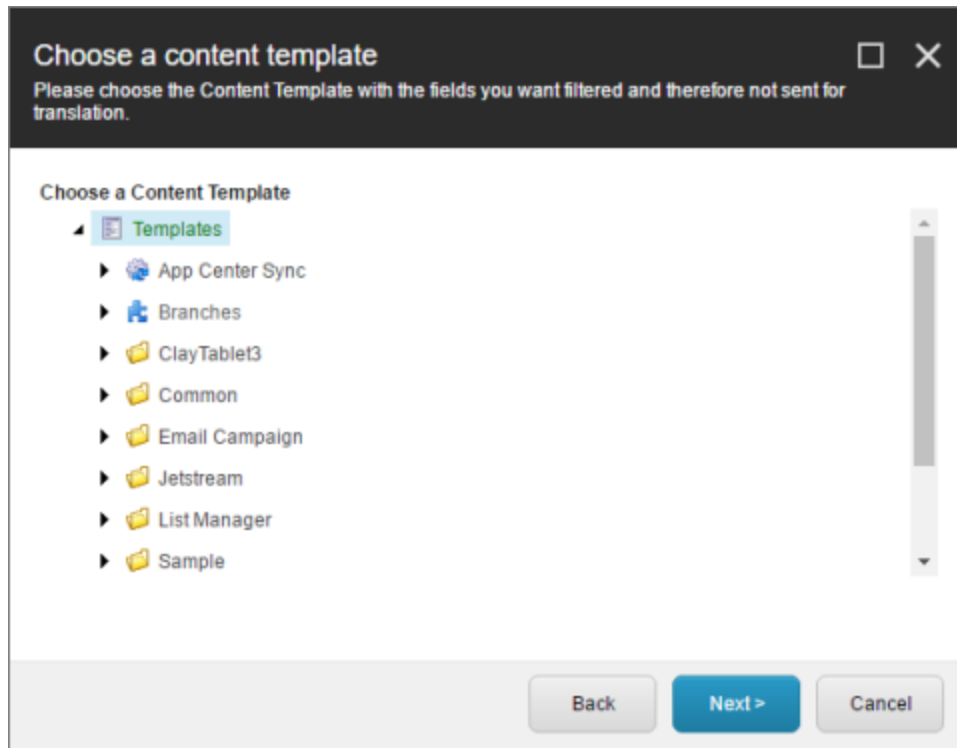 Choose a content template
Please choose the Content Template with the fields you want filtered and therefore not sent for
translation.
Choose a Content Template
Templates
App Center Sync
Branches
ClayTablet3
Common
Email Campaign
Jetstream
List Manager
Sample
Back
Next >
Cancel